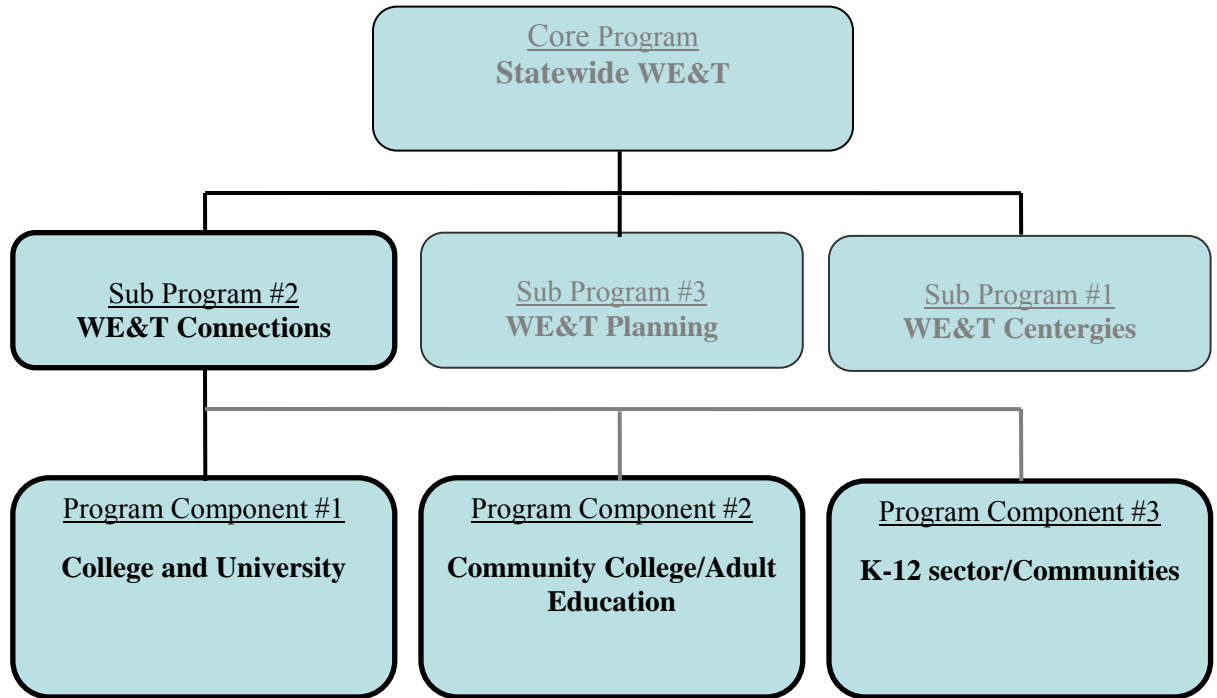 Core Program
Statewide WE&T
Sub Program #2
WE&T Connections
Sub Program #3
WE&T Planning
Sub Program #1
WE&T Centergies
Program Component #1
College and University
Program Component #2
Community College/Adult
Education
Program Component #3
K-12 sector/Communities